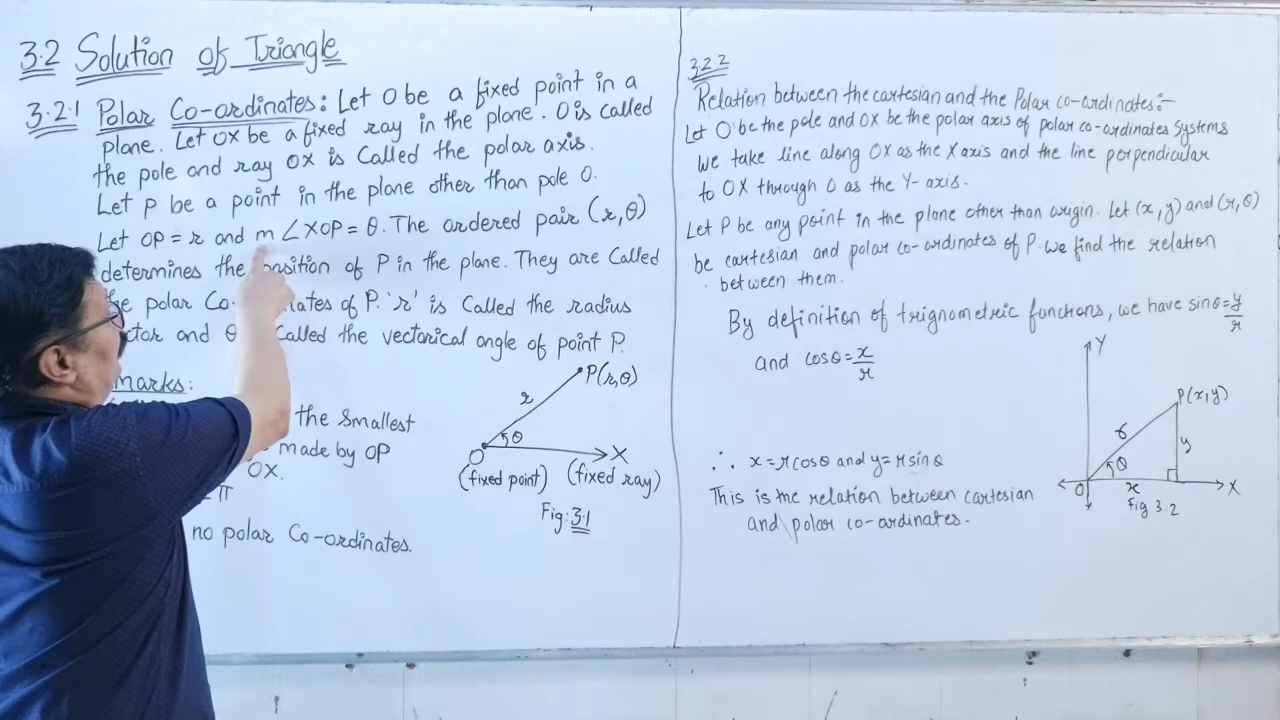 3.2 Solution of Triangle
3.2.1 Polar Co-ordinates: Let O be a fixed point in a
plane. Let OX be a fixed ray in the plane. O is called
the pole and ray OX is Called the polar axis.
Let P be a point in the plane other than pole O.
Let OP = r and m∠XOP = θ. The ordered pair (r,θ)
determines the position of P in the plane. They are Called
polar Co- of P. 'r' is Called the radius
and θ Called the vectorical angle of point P.
the smallest
made by OP
OX.
π
no polar Co-ordinates.
P(r,θ)
r
θ
O
X
(fixed point) (fixed ray)
Fig: 3.1
3.2.2
Relation between the cartesian and the Polar co-ordinates:-
Let O be the pole and OX be the polar axis of polar co-ordinates Systems
We take line along OX as the X axis and the line perpendicular
to OX through O as the Y-axis.
Let P be any point in the plane other than origin. Let (x,y) and (r,θ)
be cartesian and polar co-ordinates of P. we find the relation
between them.
By definition of trignometric functions, we have sinθ=y/r
and cosθ=x/r
∴ x=rcosθ and y=rsinθ
This is the relation between cartesian
and polar co-ordinates.
Y
P(x,y)
r
y
θ
O
x
X
Fig 3.2